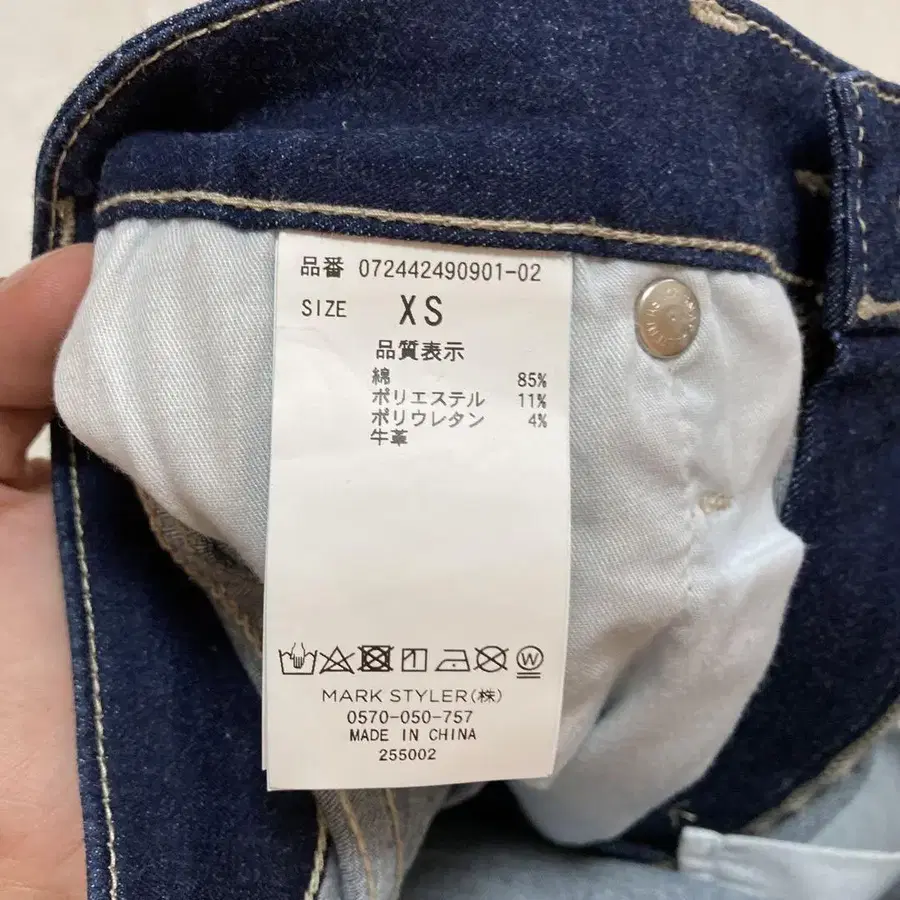 品番 072442490901-02
SIZE XS
品質表示
綿 85%
ポリエステル 11%
ポリウレタン 4%
牛革
W
MARK STYLER(株)
0570-050-757
MADE IN CHINA
255002